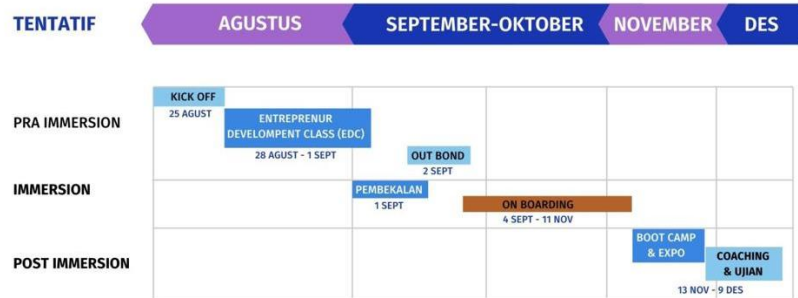 TENTATIF
AGUSTUS
SEPTEMBER-OKTOBER
NOVEMBER
DES
PRA IMMERSION
KICK OFF
25 AGUST
ENTREPRENUR
DEVELOMPENT CLASS (EDC)
28 AGUST - 1 SEPT
OUT BOND
2 SEPT
IMMERSION
PEMBEKALAN
1 SEPT
ON BOARDING
4 SEPT - 11 NOV
POST IMMERSION
BOOT CAMP
& EXPO
COACHING
& UJIAN
13 NOV - 9 DES